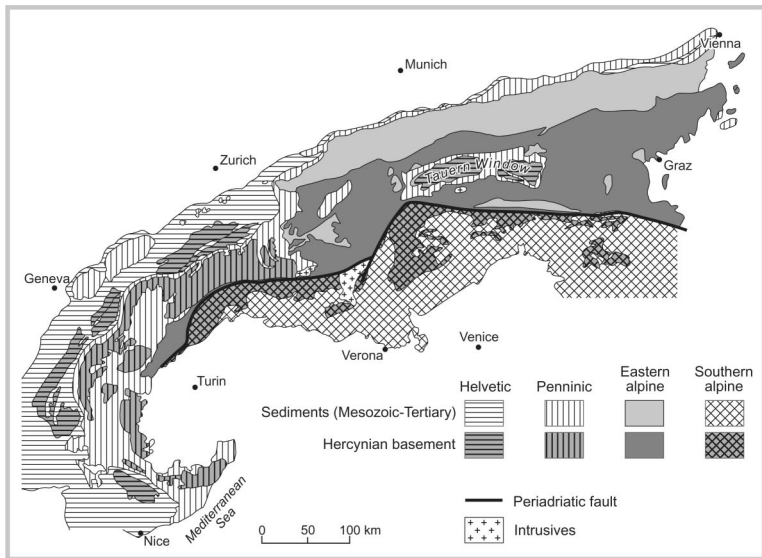 Vienna
Munich
Zurich
Tauern Window
Graz
Geneva
Verona
Venice
Turin
Eastern alpine
Southern alpine
Helvetic
Penninic
Sediments (Mesozoic-Tertiary)
Hercynian basement
Periadriatic fault
Intrusives
Mediterranean
Sea
Nice
0 50 100 km